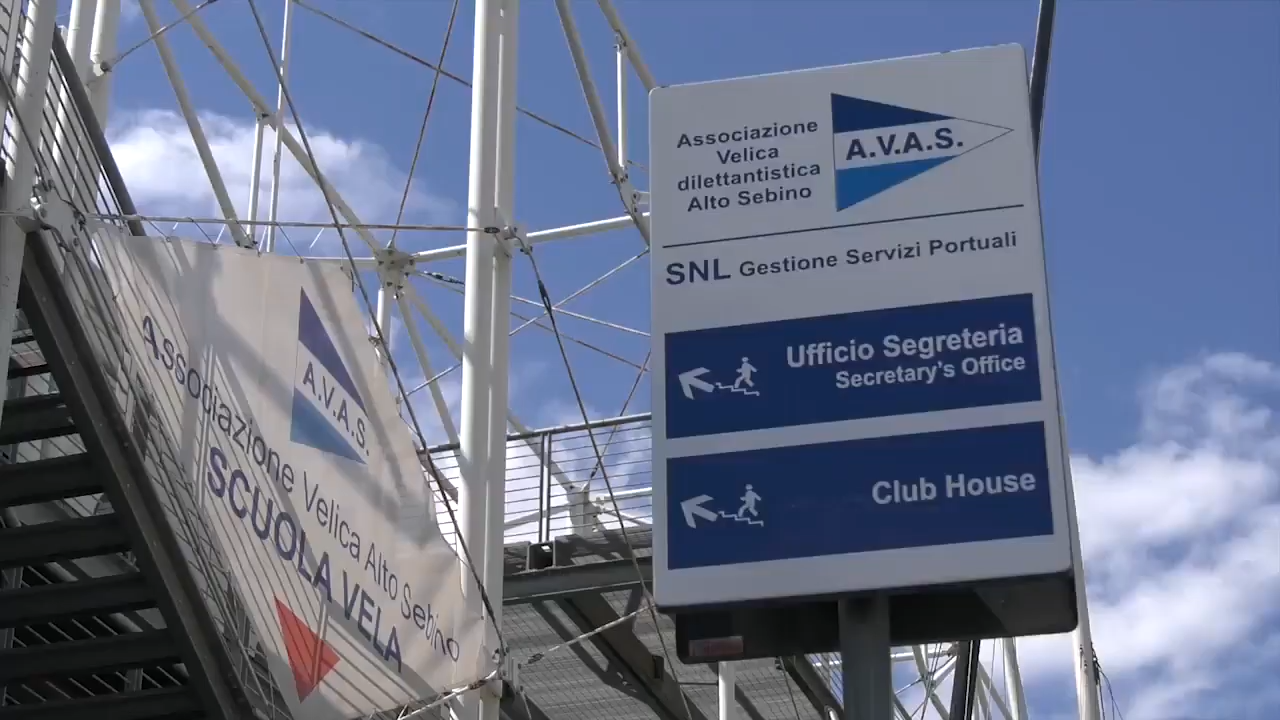 Associazione
Velica
dilettantistica
Alto Sebino
A.V.A.S.
SNL Gestione Servizi Portuali
Ufficio Segreteria
Secretary's Office
Club House
A.V.A.S.
Associazione Velica Alto Sebino
SCUOLA VELA